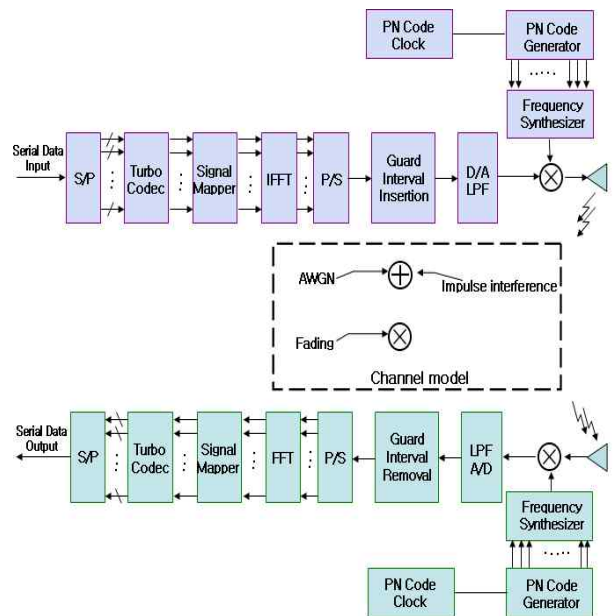 PN Code
Clock
PN Code
Generator
Frequency
Synthesizer
Serial Data
Input
S/P
Turbo
Codec
Signal
Mapper
IFFT
P/S
Guard
Interval
Insertion
D/A
LPF
AWGN
Impulse interference
Fading
Channel model
Serial Data
Output
S/P
Turbo
Codec
Signal
Mapper
FFT
P/S
Guard
Interval
Removal
LPF
A/D
Frequency
Synthesizer
PN Code
Clock
PN Code
Generator